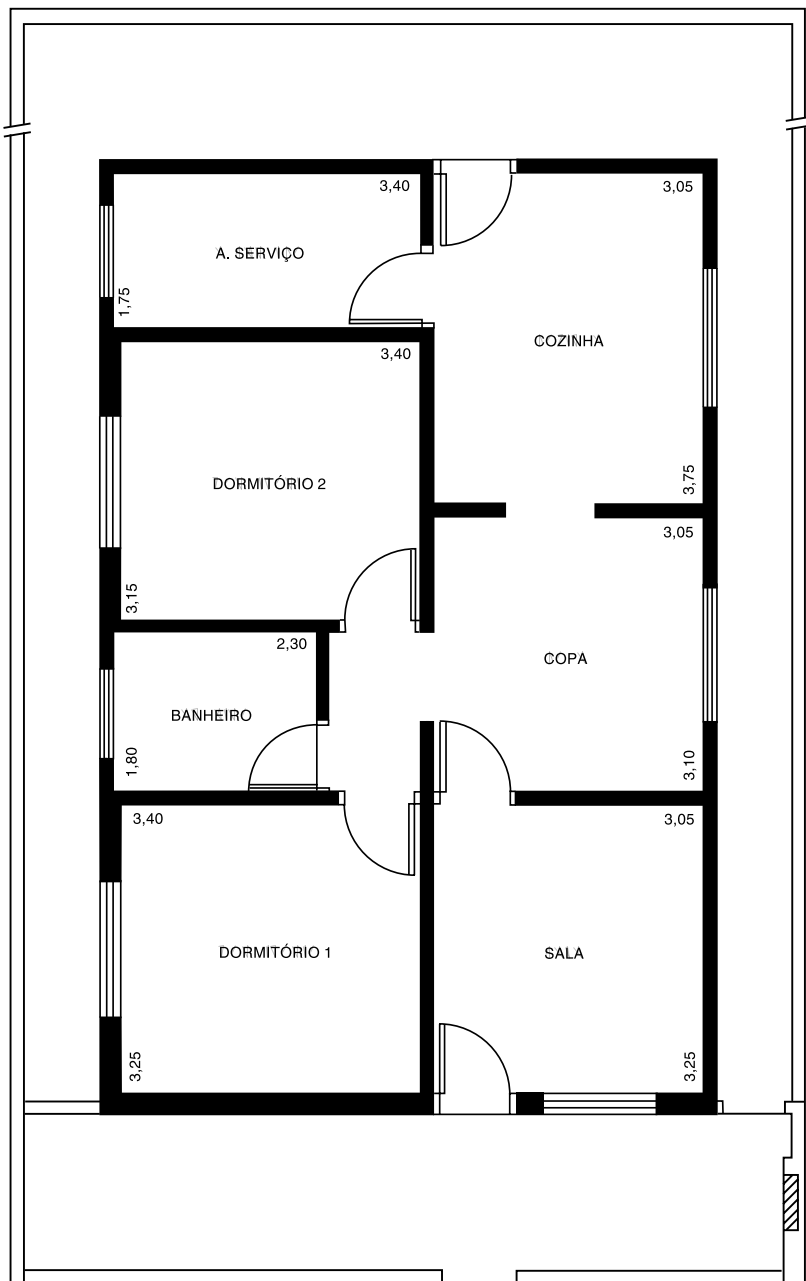 3,40
3,05
A. SERVIÇO
1,75
COZINHA
3,40
DORMITÓRIO 2
3,75
3,05
3,15
2,30
COPA
BANHEIRO
1,80
3,10
3,40
3,05
DORMITÓRIO 1
SALA
3,25
3,25